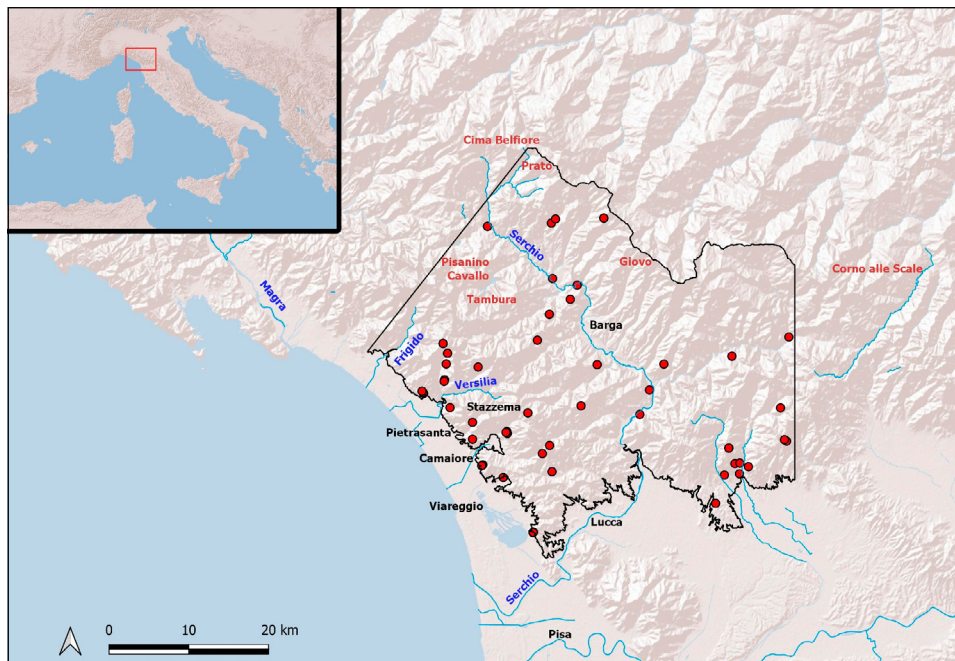 Cima Belfiore
Prato
Serchio
Pisanino
Cavallo
Giovo
Corno alle Scale
Magra
Tambura
Barga
Frigido
Versilia
Stazzema
Pietrasanta
Camaiore
Viareggio
Lucca
Serchio
Pisa
0 10 20 km